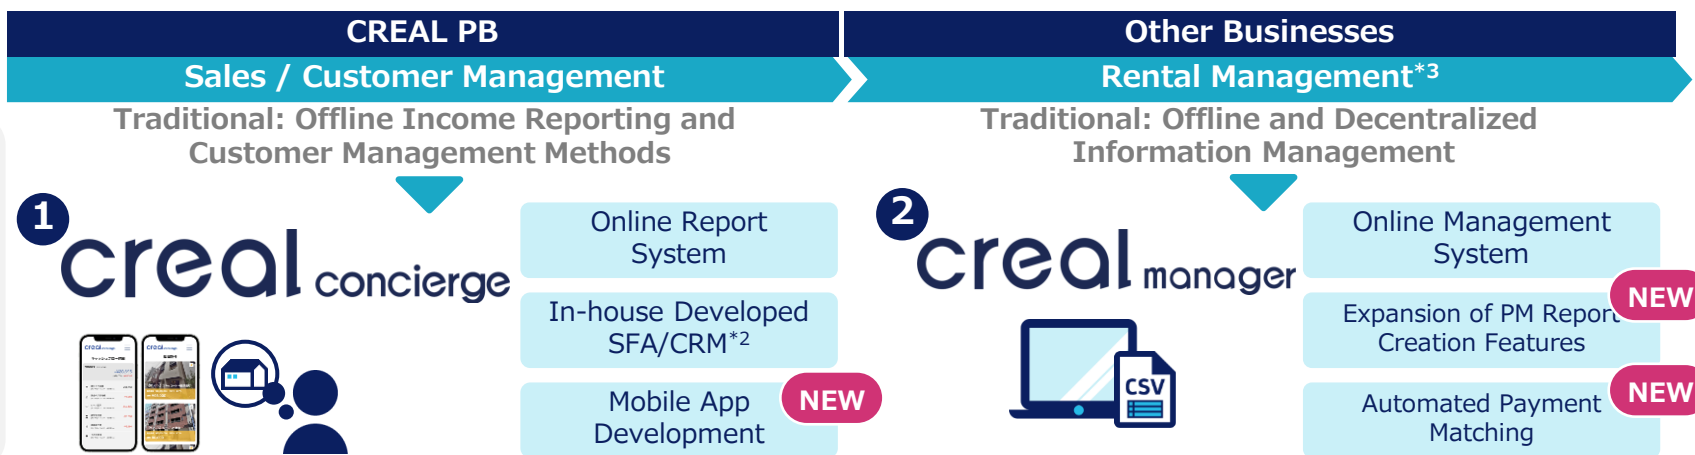 CREAL PB
Sales / Customer Management
Traditional: Offline Income Reporting and
Customer Management Methods
1
creal concierge
Online Report
System
In-house Developed
SFA/CRM*2
Mobile App
Development
NEW
Other Businesses
Rental Management*3
Traditional: Offline and Decentralized
Information Management
2
creal manager
CSV
Online Management
System
Expansion of PM Report
Creation Features
NEW
Automated Payment
Matching
NEW